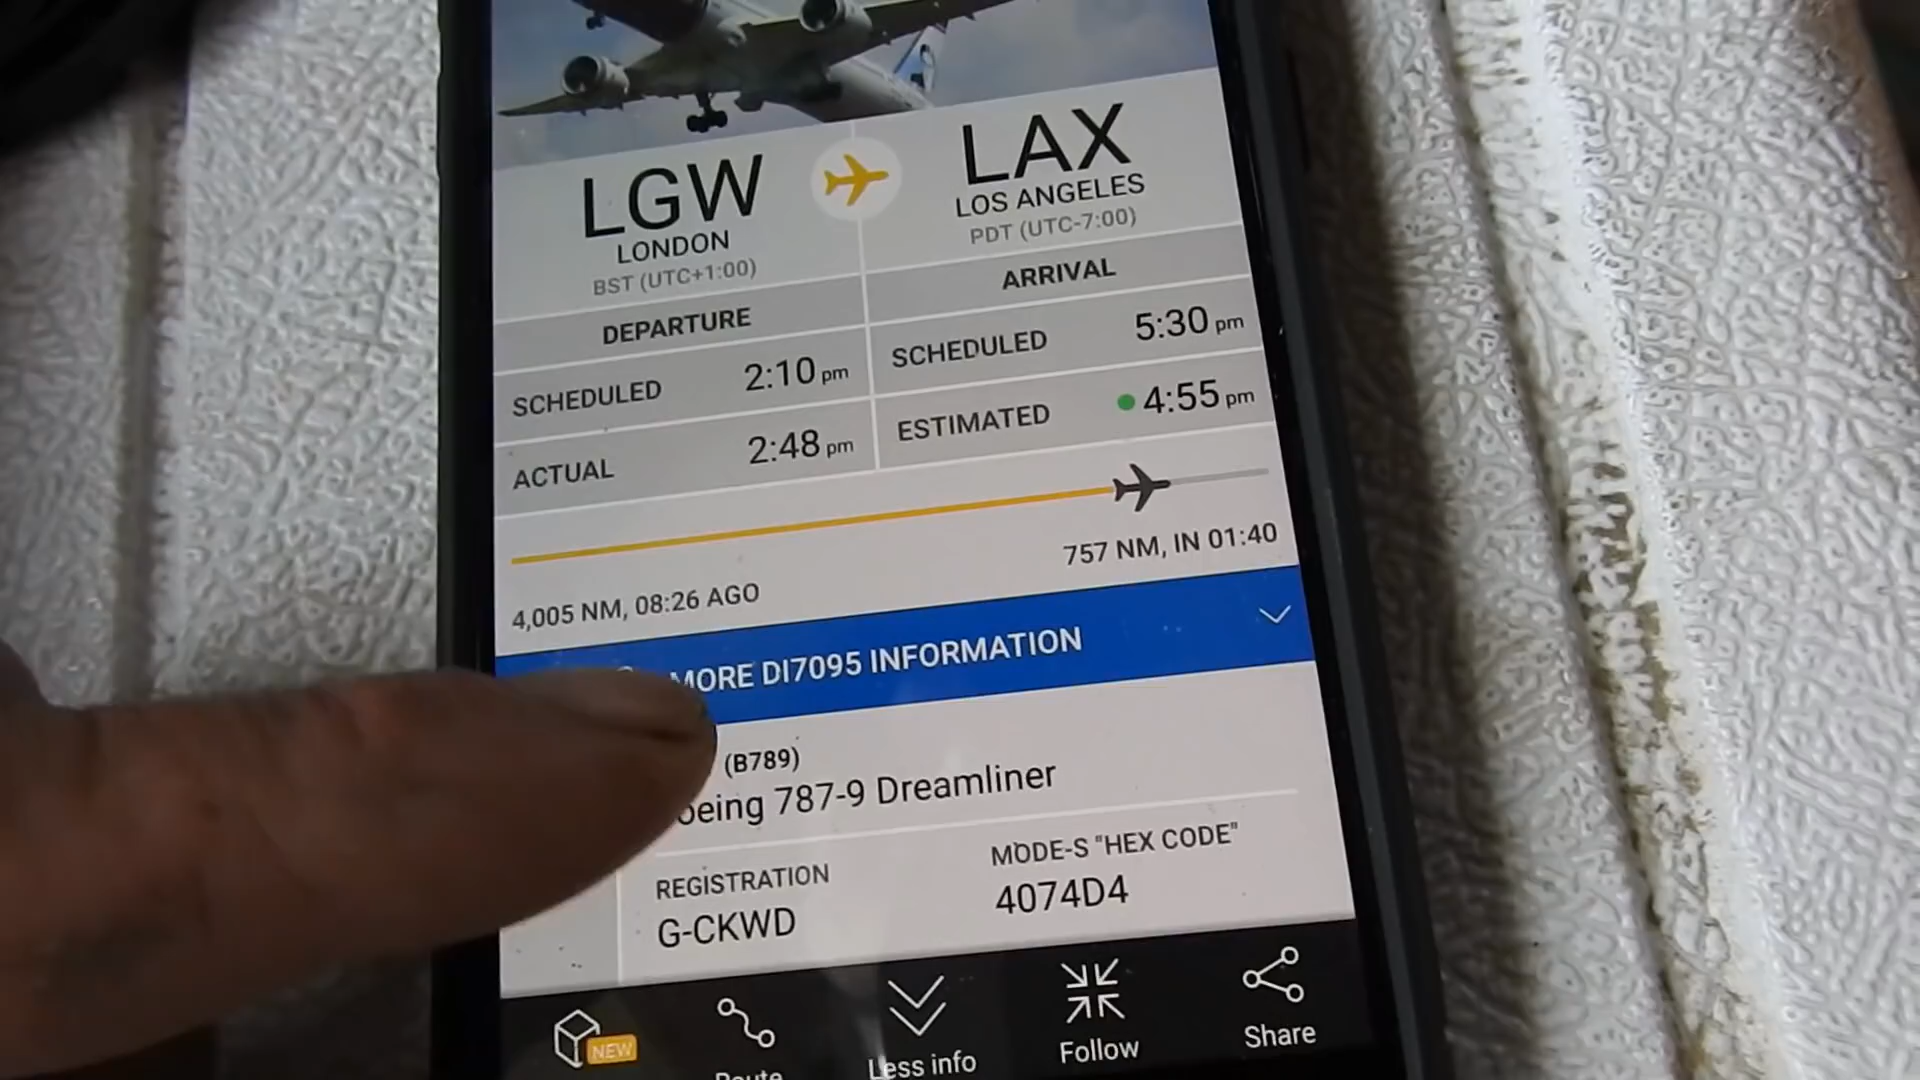 LGW
LAX
LONDON
LOS ANGELES
BST (UTC+1:00)
PDT (UTC-7:00)
DEPARTURE
ARRIVAL
SCHEDULED 2:10 pm
SCHEDULED 5:30 pm
ACTUAL 2:48 pm
ESTIMATED 4:55 pm
4,005 NM, 08:26 AGO
757 NM, IN 01:40
MORE DI7095 INFORMATION
(B789)
787-9 Dreamliner
REGISTRATION
MODE-S "HEX CODE"
G-CKWD
4074D4
NEW
Route
Less info
Follow
Share